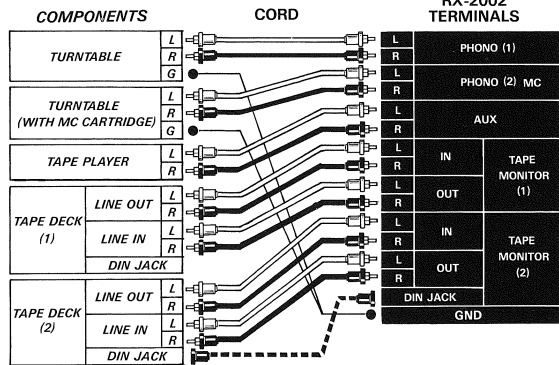 COMPONENTS
CORD
RX-2002
TERMINALS
TURNTABLE
L
R
G
TURNTABLE
(WITH MC CARTRIDGE)
L
R
G
TAPE PLAYER
L
R
TAPE DECK
(1)
LINE OUT
L
R
LINE IN
L
R
DIN JACK
TAPE DECK
(2)
LINE OUT
L
R
LINE IN
L
R
DIN JACK
L
R
PHONO (1)
L
R
PHONO (2) MC
L
R
AUX
L
R
IN
L
R
OUT
TAPE
MONITOR
(1)
L
R
IN
L
R
OUT
DIN JACK
TAPE
MONITOR
(2)
GND